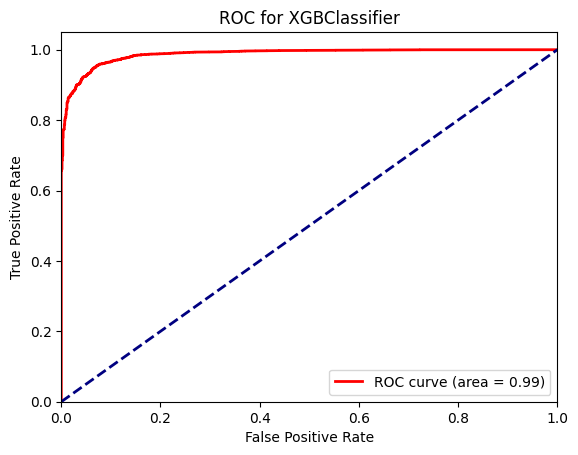 ROC for XGBClassifier
True Positive Rate
1.0
0.8
0.6
0.4
0.2
0.0
ROC curve (area = 0.99)
0.0 0.2 0.4 0.6 0.8 1.0
False Positive Rate